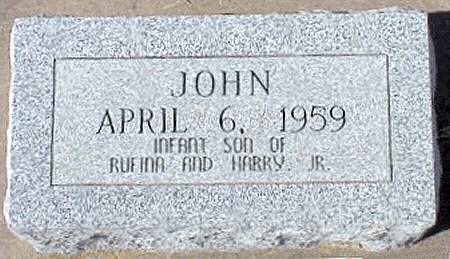 JOHN
APRIL 6, 1959
INFANT SON OF
RUFINA AND HARRY, JR.